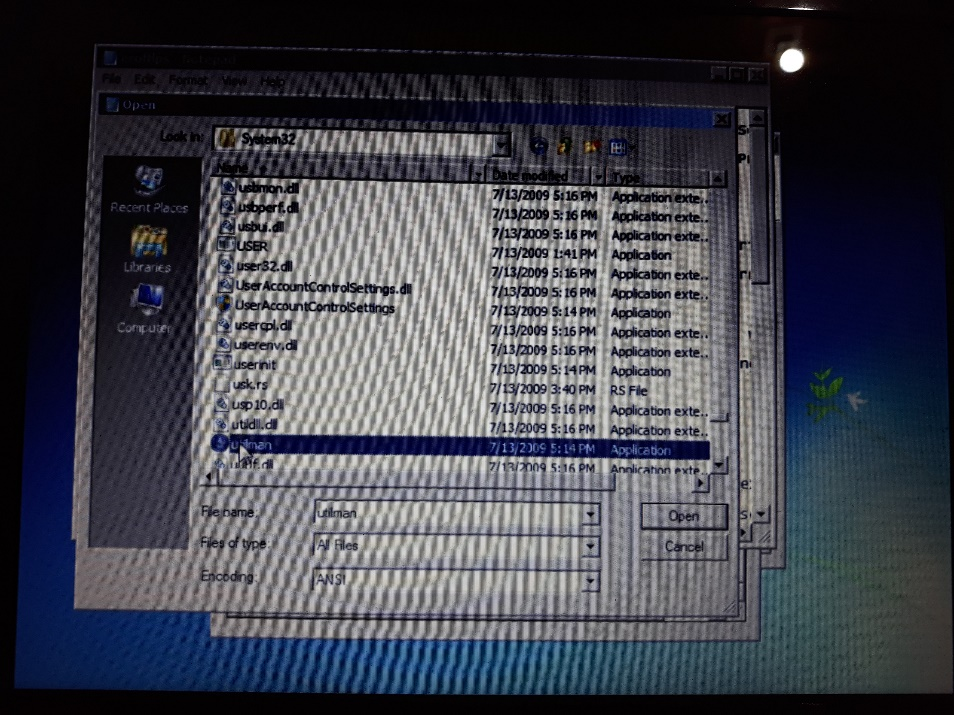 File Edit Format View Help
Open
Look in: System32
Recent Places
Libraries
Computer
Name Date modified Type
usbmon.dll 7/13/2009 5:16 PM Application exte..
usbperf.dll 7/13/2009 5:16 PM Application exte..
usbui.dll 7/13/2009 5:16 PM Application exte..
USER 7/13/2009 1:41 PM Application
user32.dll 7/13/2009 5:16 PM Application exte..
UserAccountControlSettings.dll 7/13/2009 5:16 PM Application exte..
UserAccountControlSettings 7/13/2009 5:14 PM Application
usercpl.dll 7/13/2009 5:16 PM Application exte..
userenv.dll 7/13/2009 5:16 PM Application exte..
userinit 7/13/2009 5:14 PM Application
usk.rs 7/13/2009 3:40 PM RS File
usp10.dll 7/13/2009 5:16 PM Application exte..
utildll.dll 7/13/2009 5:16 PM Application exte..
utilman 7/13/2009 5:14 PM Application
7/13/2009 5:16 PM Application exte..
File name: utilman Open
Files of type: All Files Cancel
Encoding: ANSI